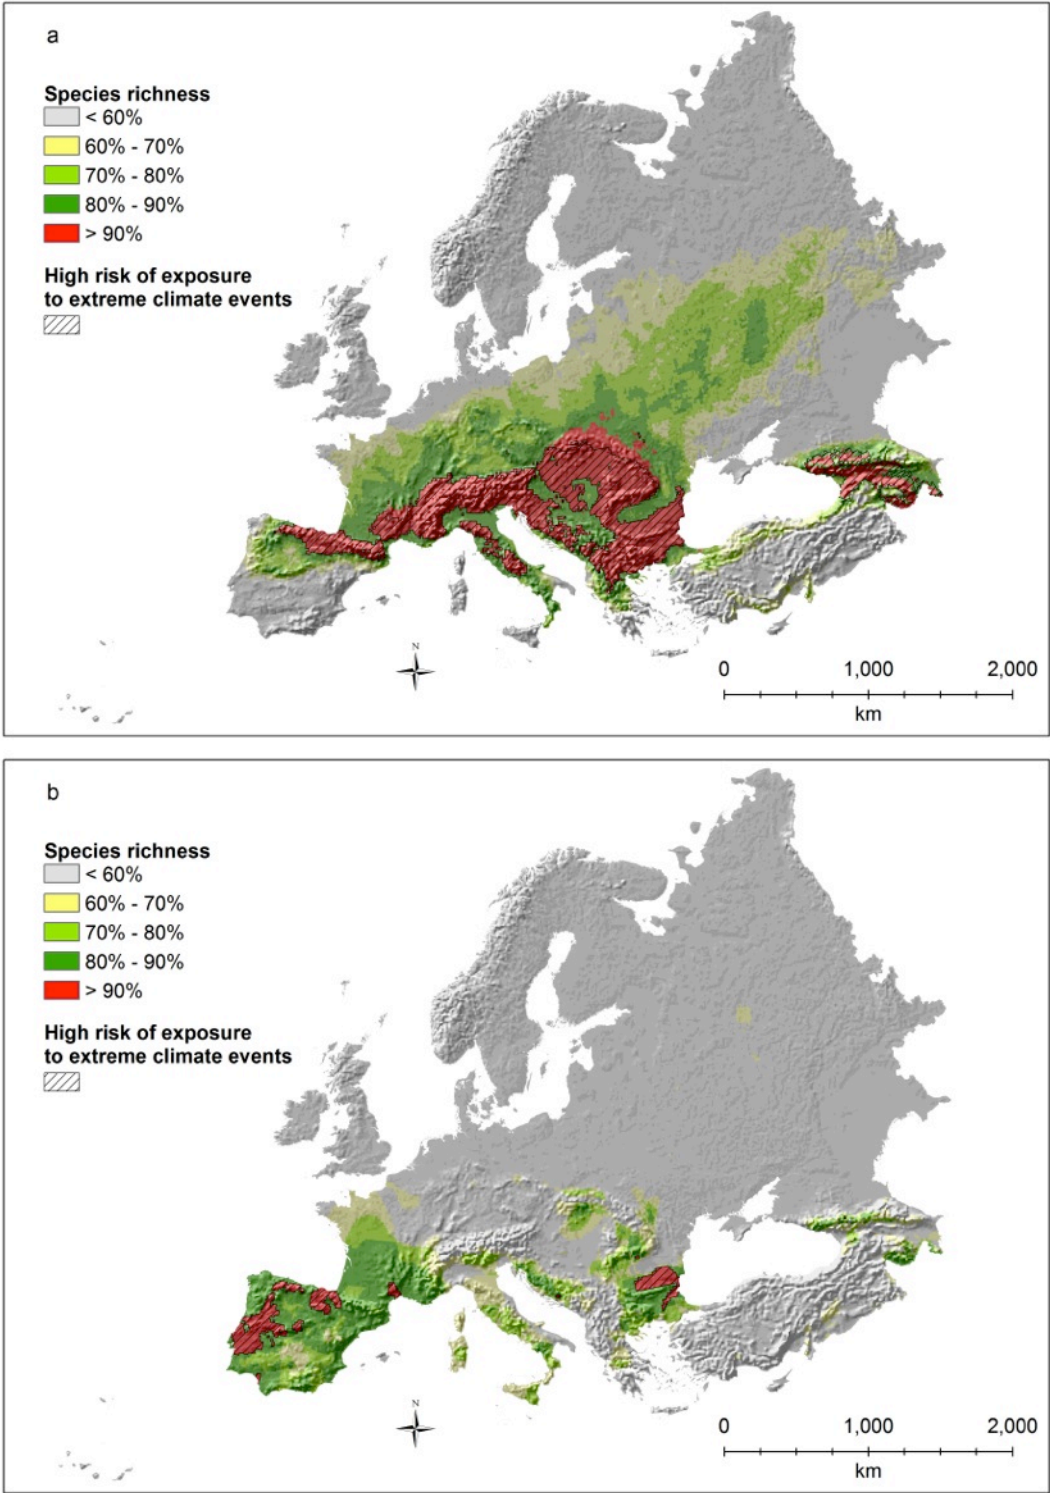 a
Species richness
< 60%
60% - 70%
70% - 80%
80% - 90%
> 90%
High risk of exposure
to extreme climate events
N
0 1,000 2,000
km
b
Species richness
< 60%
60% - 70%
70% - 80%
80% - 90%
> 90%
High risk of exposure
to extreme climate events
N
0 1,000 2,000
km